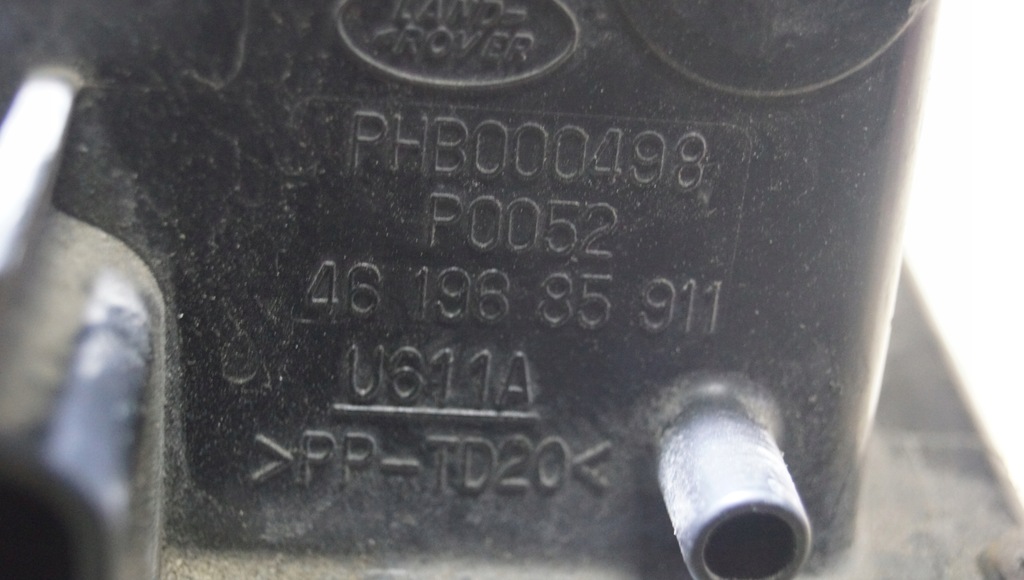 LAND-
ROVER
PHB000498
P0052
46 196 85 911
U611A
>PP-TD20<